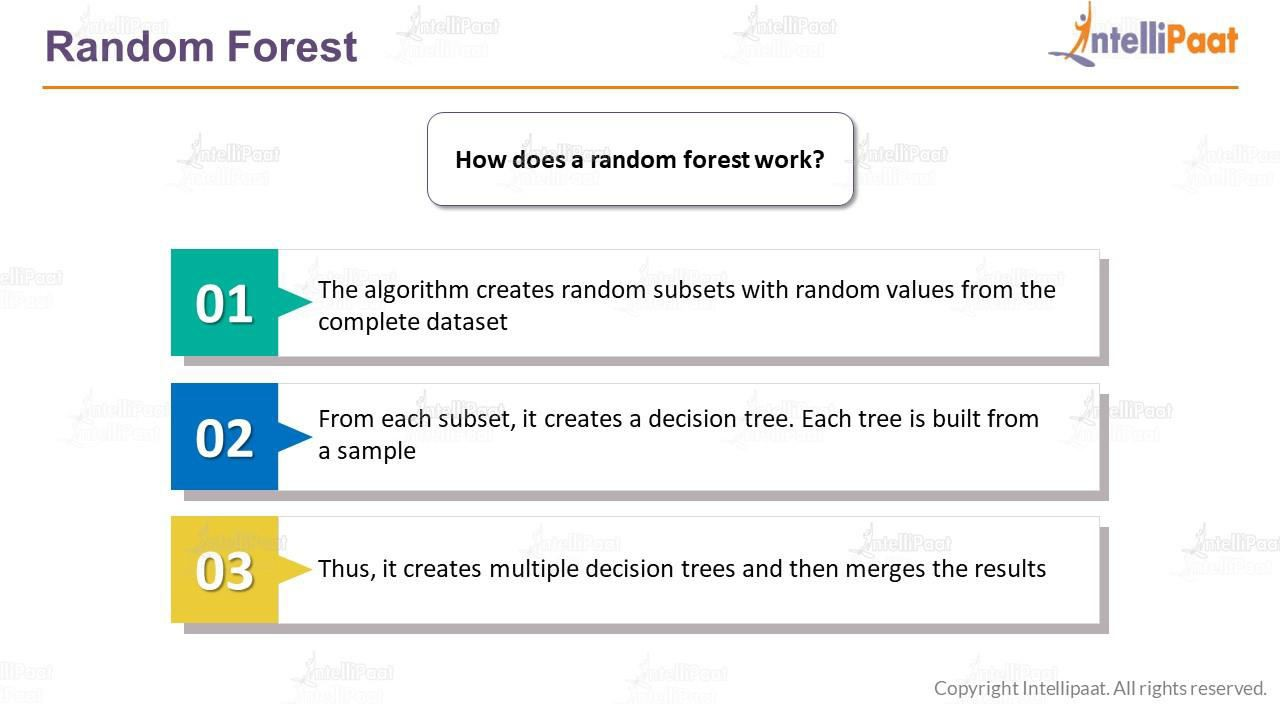 Random Forest
IntelliPaat
How does a random forest work?
01
The algorithm creates random subsets with random values from the
complete dataset
02
From each subset, it creates a decision tree. Each tree is built from
a sample
03
Thus, it creates multiple decision trees and then merges the results
Copyright Intellipaat. All rights reserved.